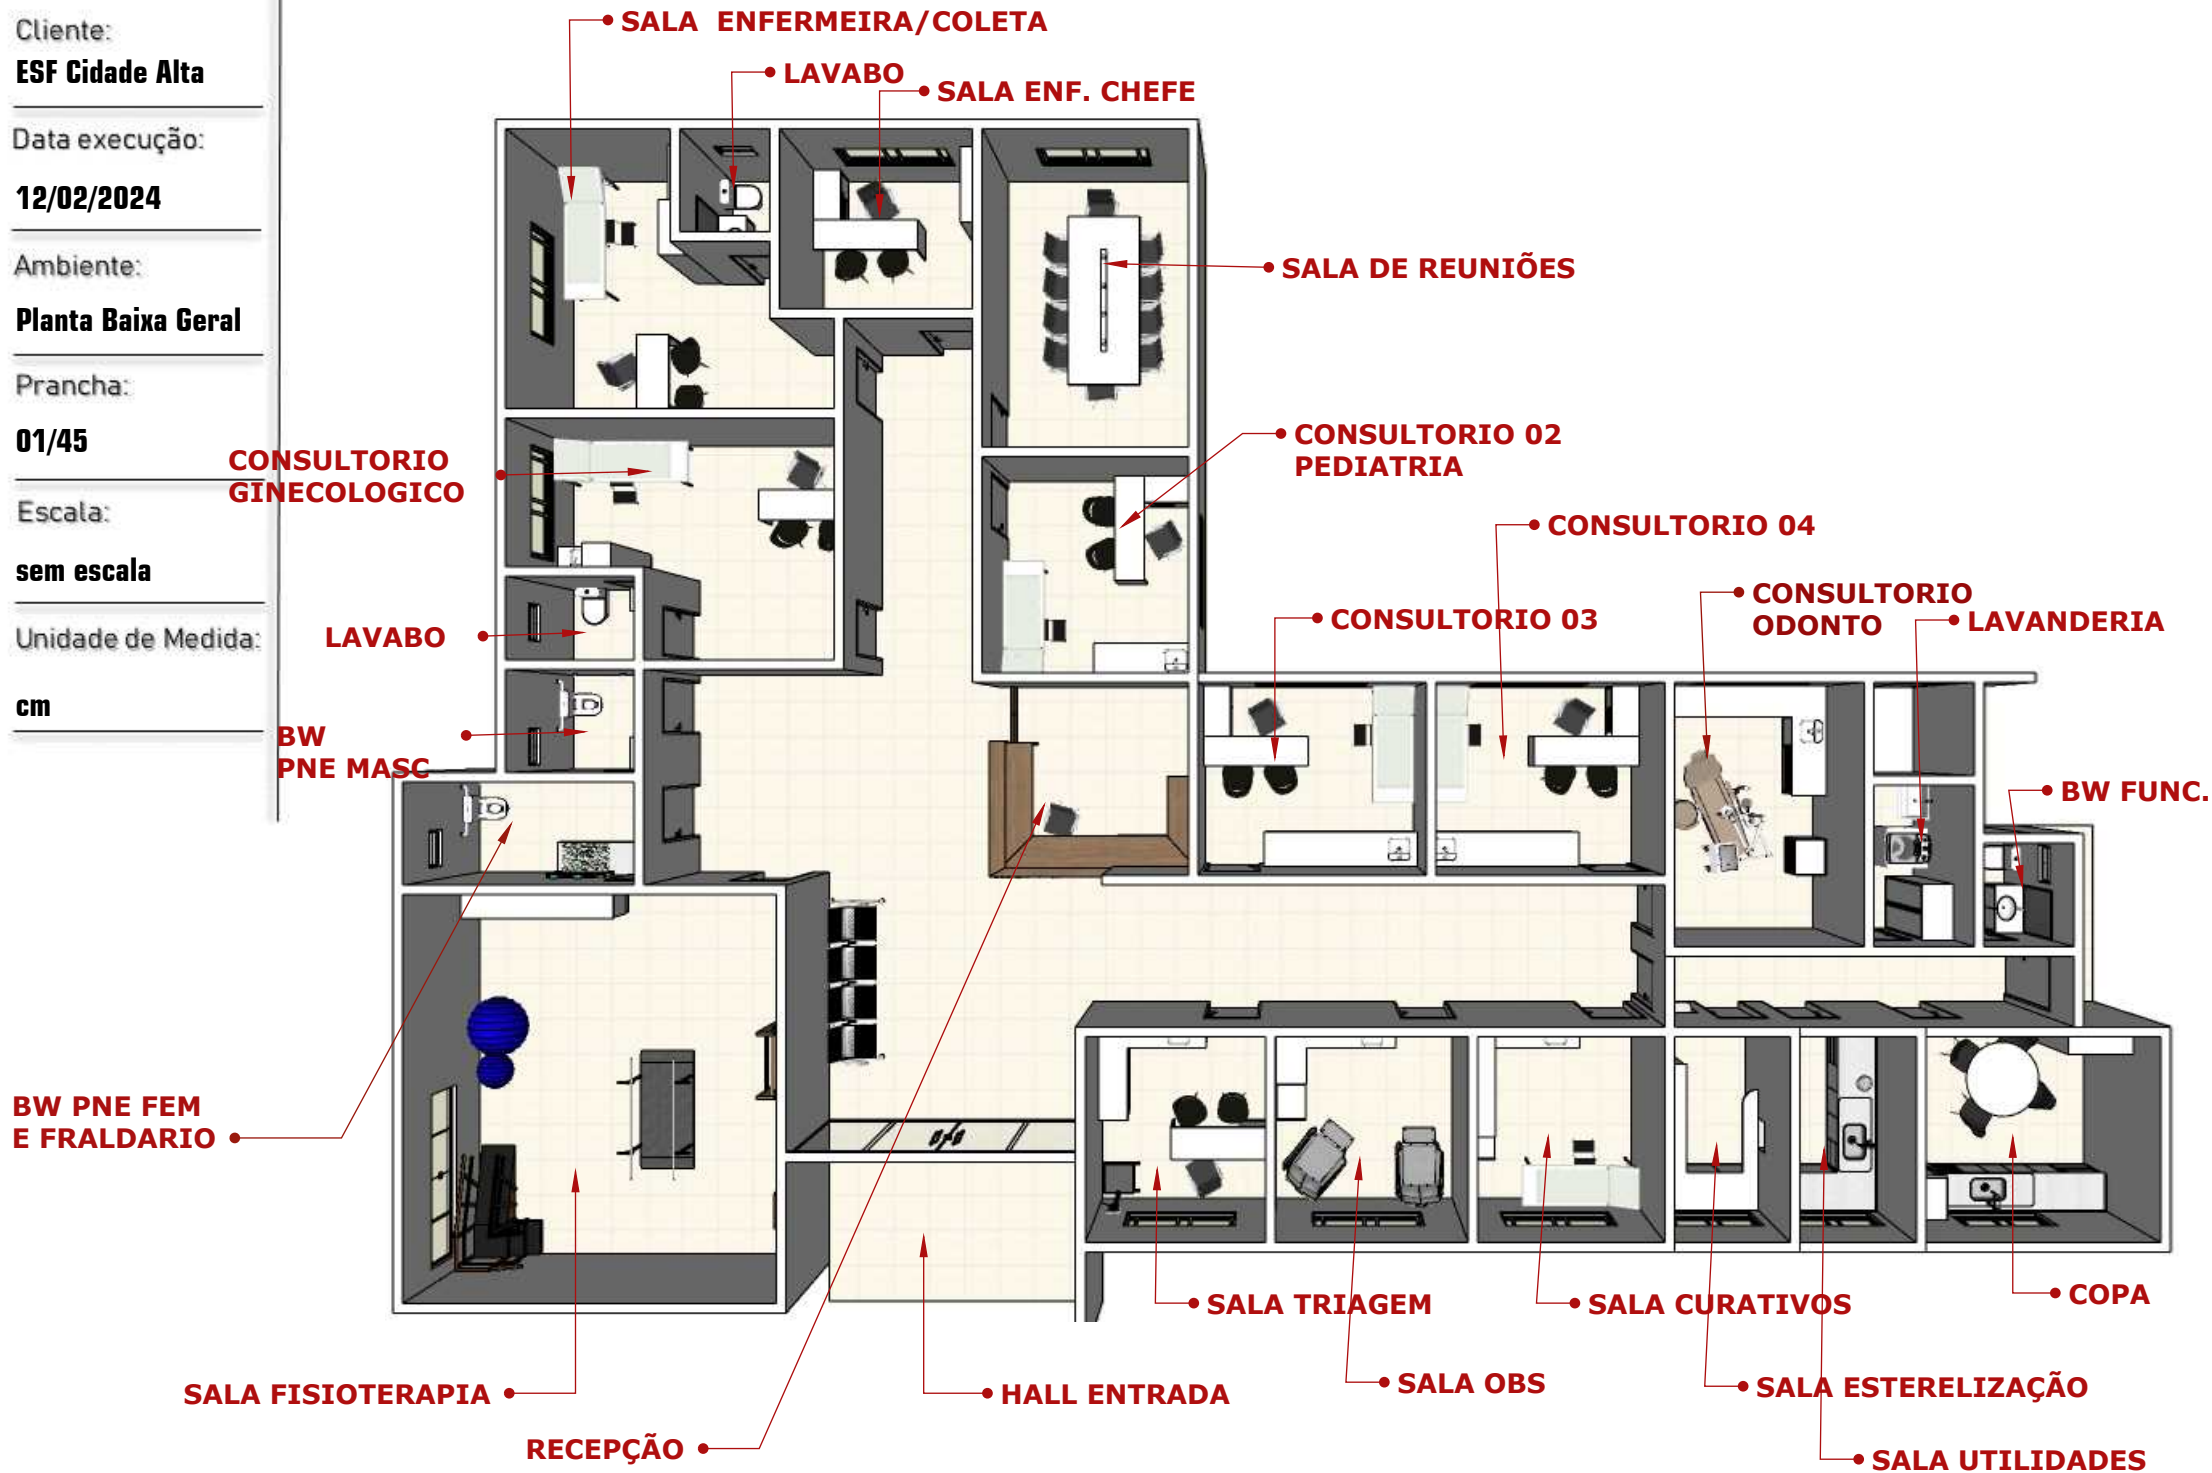 Cliente:
ESF Cidade Alta
Data execução:
12/02/2024
Ambiente:
Planta Baixa Geral
Prancha:
01/45
Escala:
sem escala
Unidade de Medida:
cm
SALA ENFERMEIRA/COLETA
LAVABO
SALA ENF. CHEFE
SALA DE REUNIÕES
CONSULTORIO 02
PEDIATRIA
CONSULTORIO
GINECOLOGICO
CONSULTORIO 04
CONSULTORIO
ODONTO
CONSULTORIO 03
LAVANDERIA
LAVABO
BW
PNE MASC
BW FUNC.
BW PNE FEM
E FRALDARIO
SALA TRIAGEM
SALA CURATIVOS
COPA
SALA FISIOTERAPIA
HALL ENTRADA
SALA OBS
SALA ESTERELIZAÇÃO
RECEPÇÃO
SALA UTILIDADES